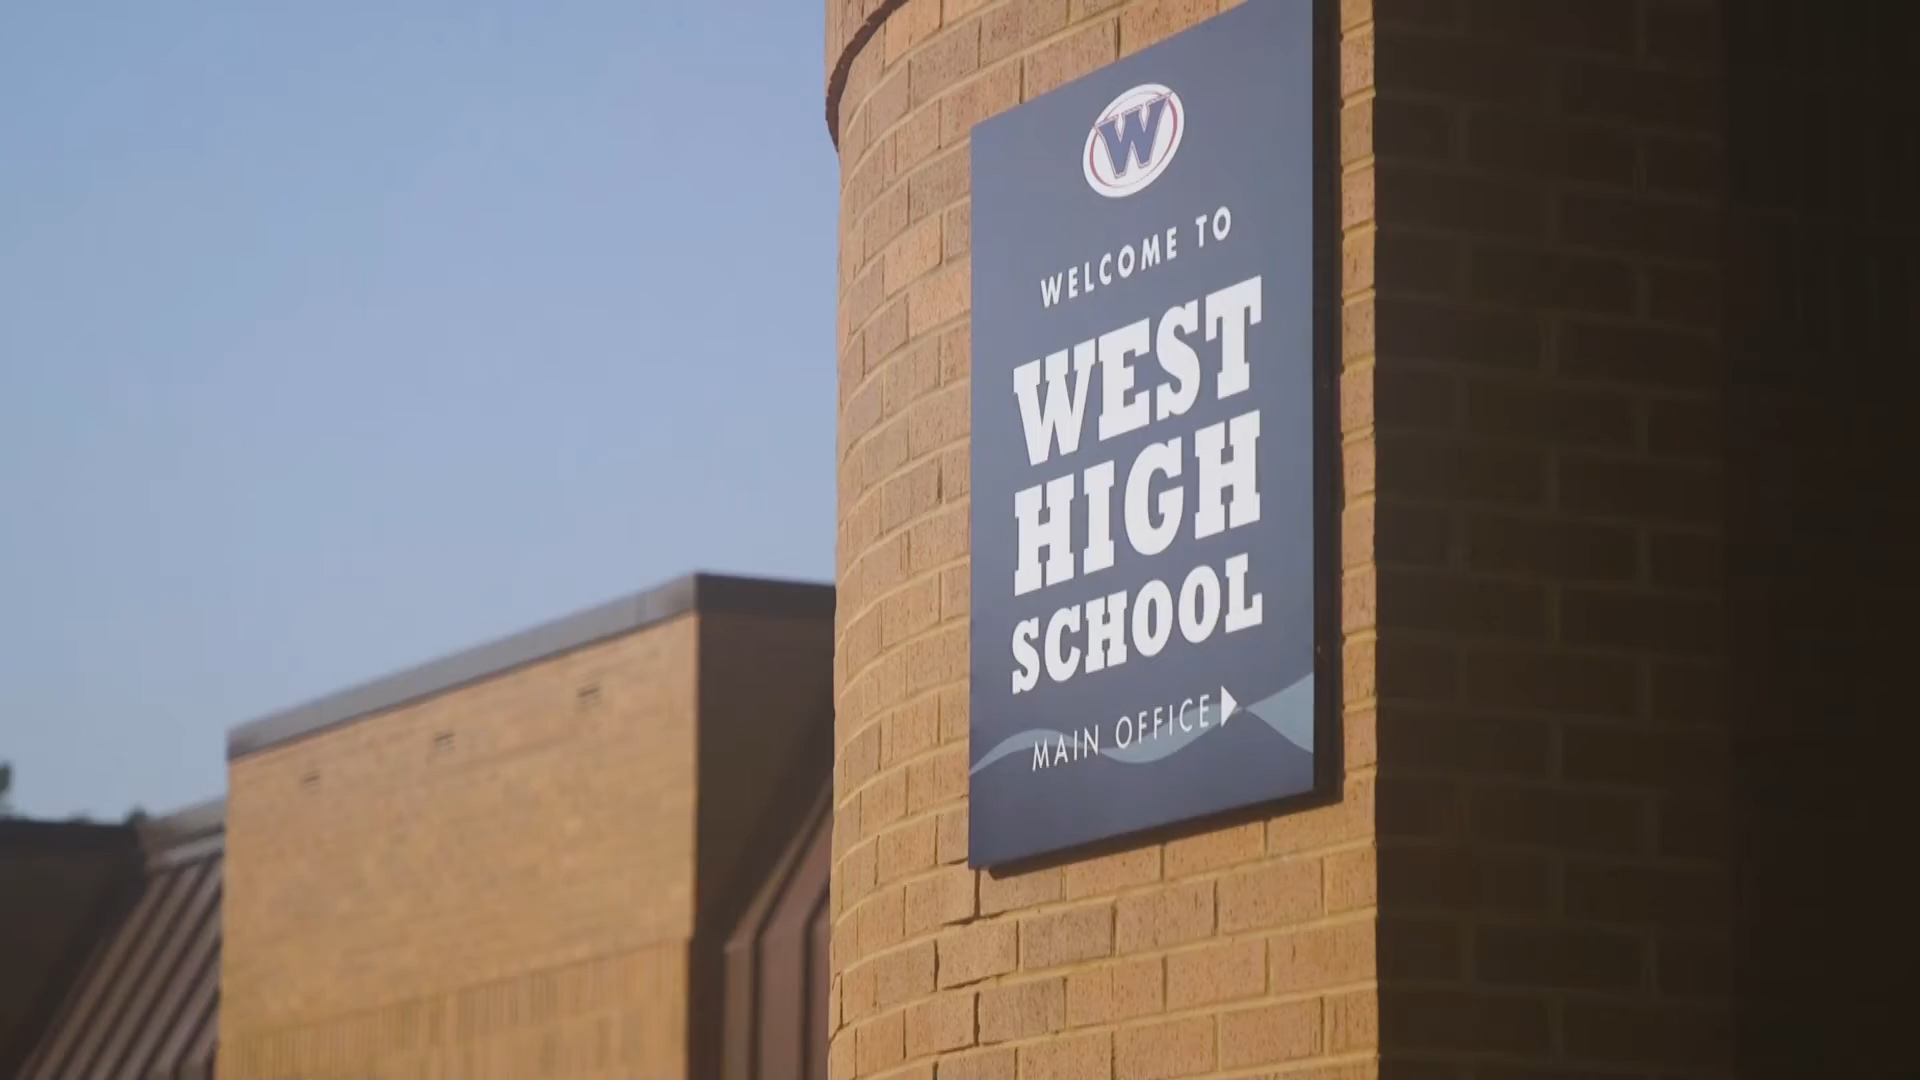 W
WELCOME TO
WEST
HIGH
SCHOOL
MAIN OFFICE